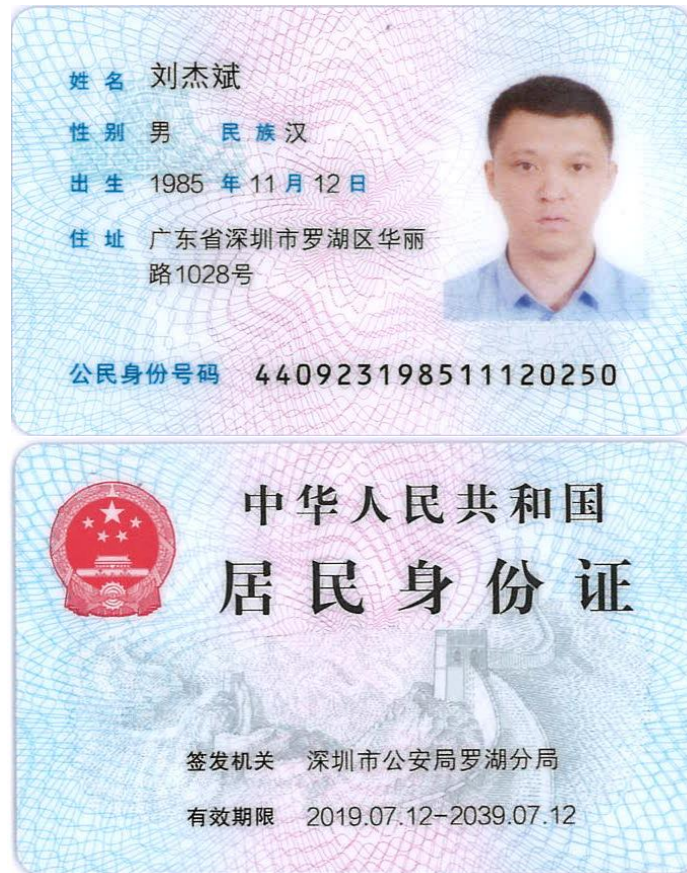 姓名 刘杰斌
性别 男 民族 汉
出生 1985 年 11 月 12 日
住址 广东省深圳市罗湖区华丽
路1028号
公民身份号码 440923198511120250
中华人民共和国
居民身份证
签发机关 深圳市公安局罗湖分局
有效期限 2019.07.12-2039.07.12